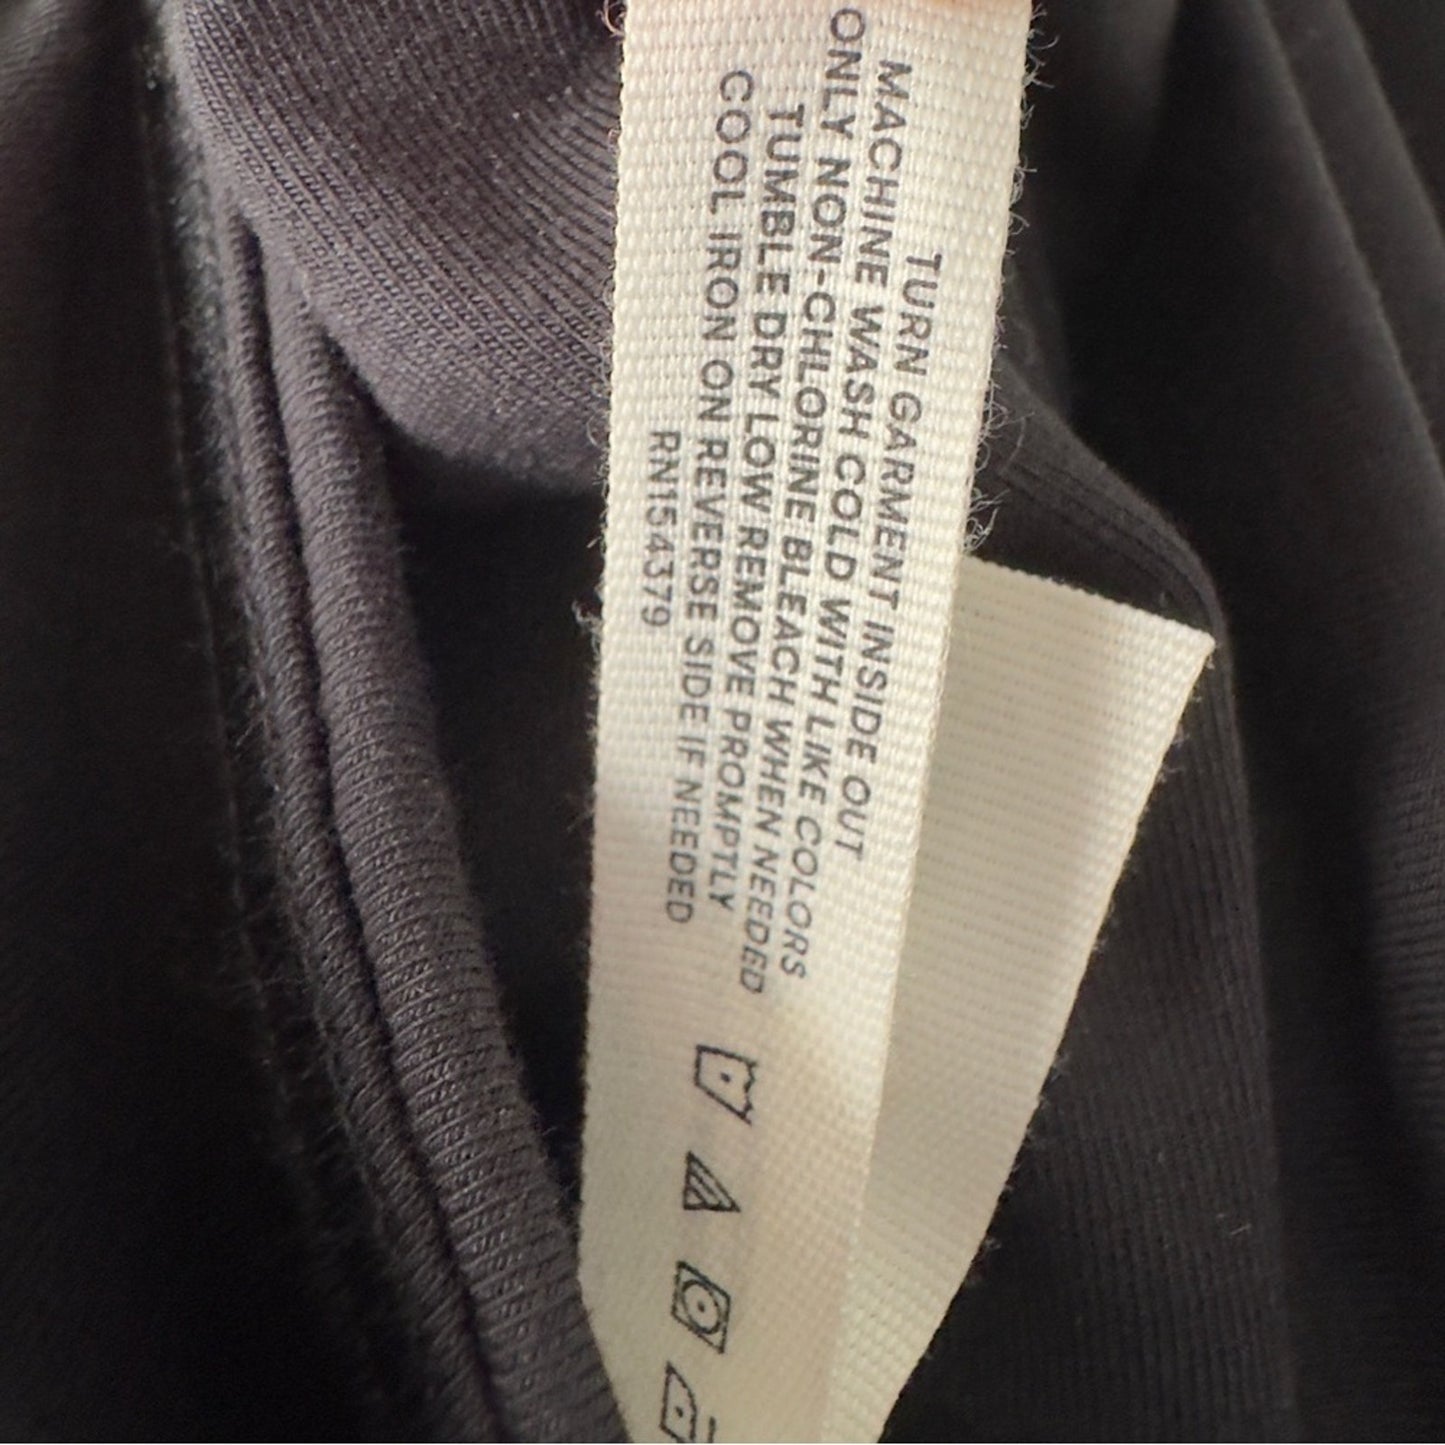 TURN GARMENT INSIDE OUT
MACHINE WASH COLD WITH LIKE COLORS
ONLY NON-CHLORINE BLEACH WHEN NEEDED
TUMBLE DRY LOW REMOVE PROMPTLY
COOL IRON ON REVERSE SIDE IF NEEDED
RN154379